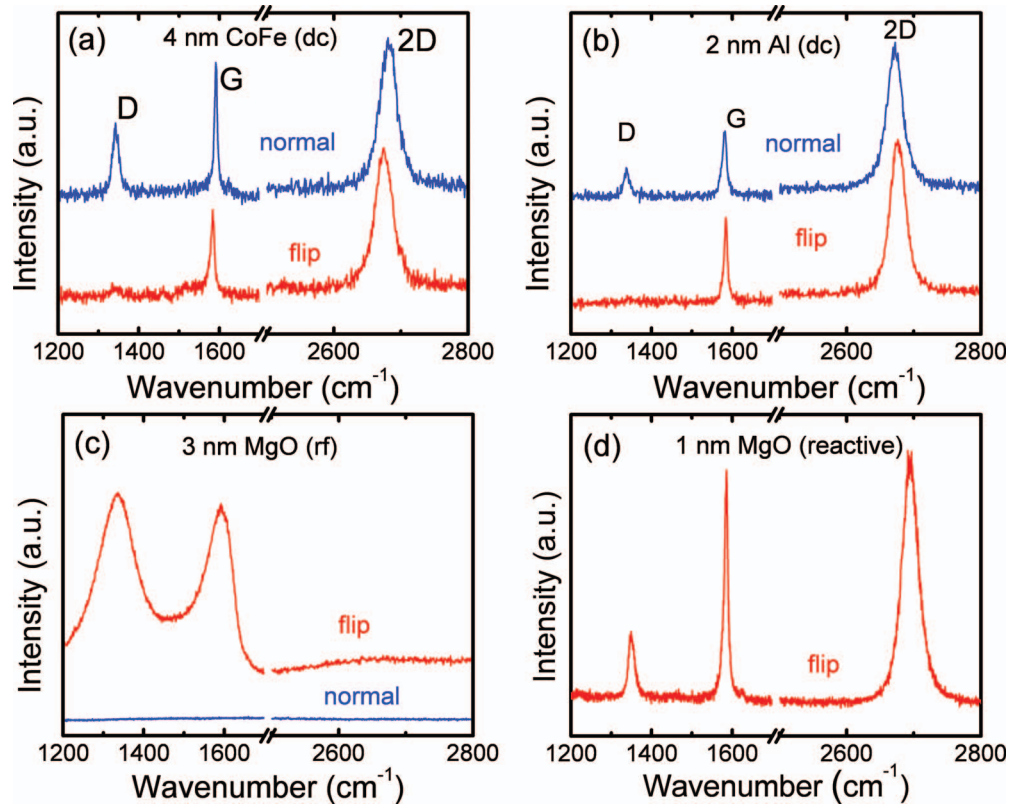 (a) 4 nm CoFe (dc)
2D
G
D
normal
flip
Intensity (a.u.)
1200 1400 1600 2600 2800
Wavenumber (cm⁻¹)
(b) 2 nm Al (dc)
2D
G
D
normal
flip
Intensity (a.u.)
1200 1400 1600 2600 2800
Wavenumber (cm⁻¹)
(c) 3 nm MgO (rf)
flip
normal
Intensity (a.u.)
1200 1400 1600 2600 2800
Wavenumber (cm⁻¹)
(d) 1 nm MgO (reactive)
flip
Intensity (a.u.)
1200 1400 1600 2600 2800
Wavenumber (cm⁻¹)